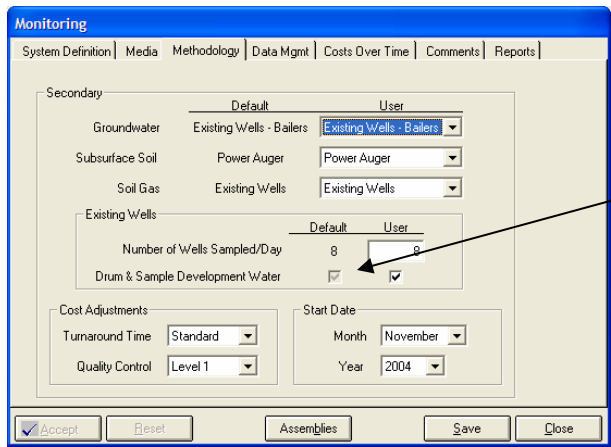 Monitoring
System Definition Media Methodology Data Mgmt Costs Over Time Comments Reports
Secondary
Default User
Groundwater Existing Wells - Bailers Existing Wells - Bailers
Subsurface Soil Power Auger Power Auger
Soil Gas Existing Wells Existing Wells
Existing Wells
Default User
Number of Wells Sampled/Day 8 8
Drum & Sample Development Water
Cost Adjustments Start Date
Turnaround Time Standard Month November
Quality Control Level 1 Year 2004
Accept Reset Assemblies Save Close